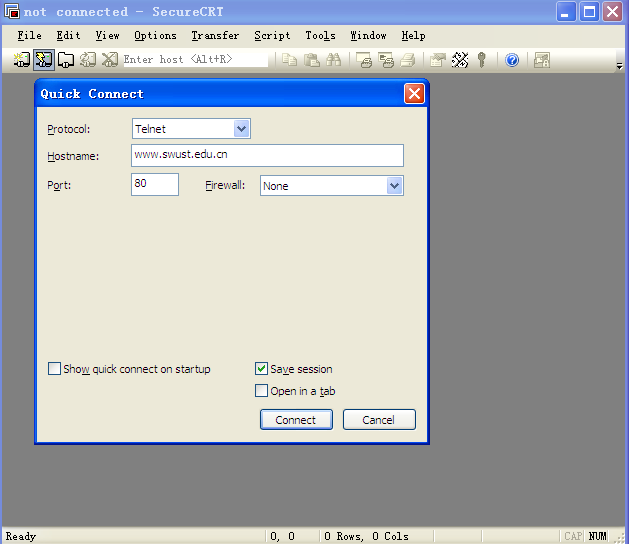 not connected - SecureCRT
File Edit View Options Transfer Script Tools Window Help
Enter host <Alt+R>
Quick Connect
Protocol: Telnet
Hostname: www.swust.edu.cn
Port: 80 Firewall: None
Show quick connect on startup Save session
Open in a tab
Connect Cancel
Ready 0, 0 0 Rows, 0 Cols CAP NUM